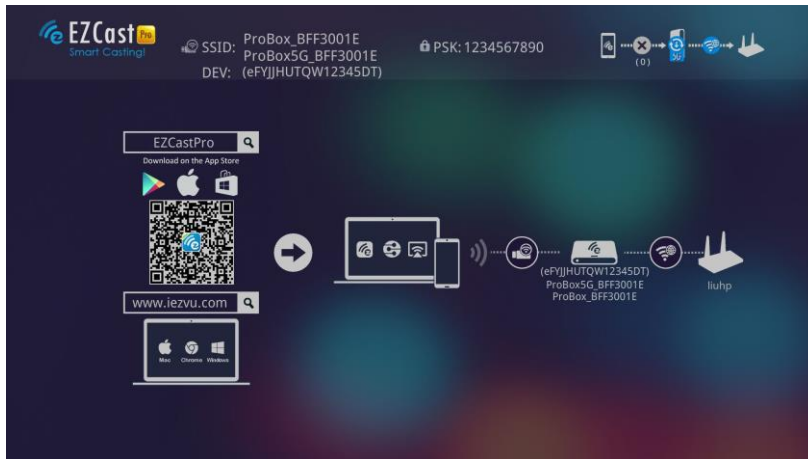 EZCast Pro
Smart Casting!
SSID: ProBox_BFF3001E
ProBox5G_BFF3001E
DEV: (eFYJJHUTQW12345DT)
PSK: 1234567890
(0)
5G
EZCastPro
Download on the App Store
www.iezvu.com
Mac Chrome Windows
(eFYJJHUTQW12345DT)
ProBox5G_BFF3001E
ProBox_BFF3001E
liuhp